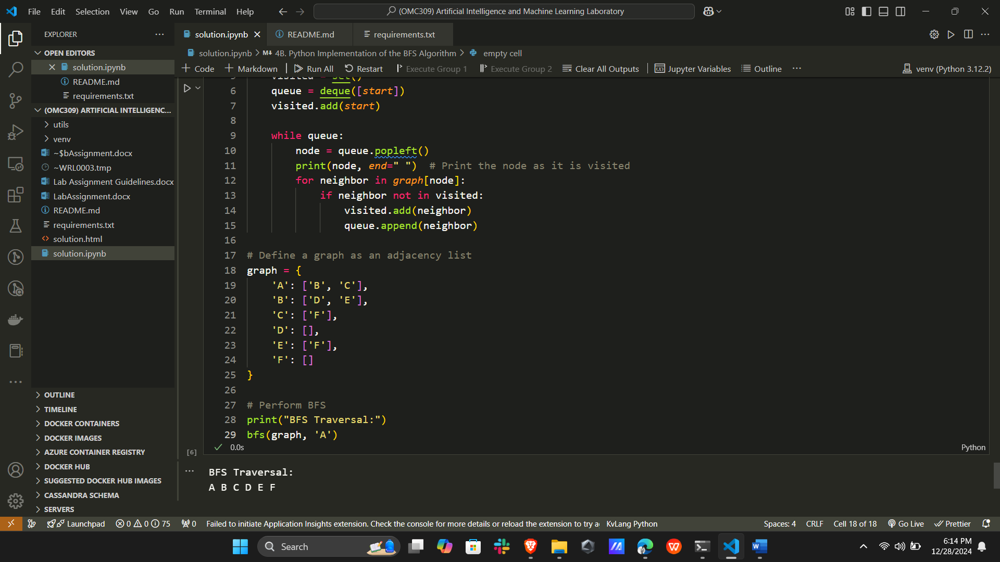 File Edit Selection View Go Run Terminal Help
(OMC309) Artificial Intelligence and Machine Learning Laboratory
EXPLORER
solution.ipynb
README.md
requirements.txt
OPEN EDITORS
solution.ipynb
README.md
requirements.txt
(OMC309) ARTIFICIAL INTELLIGENC...
utils
venv
~$bAssignment.docx
~WRL0003.tmp
Lab Assignment Guidelines.docx
LabAssignment.docx
README.md
requirements.txt
solution.html
solution.ipynb
OUTLINE
TIMELINE
DOCKER CONTAINERS
DOCKER IMAGES
AZURE CONTAINER REGISTRY
DOCKER HUB
SUGGESTED DOCKER HUB IMAGES
CASSANDRA SCHEMA
SERVERS
solution.ipynb > M↓ 4B. Python Implementation of the BFS Algorithm > empty cell
+ Code + Markdown Run All Restart Execute Group 1 Execute Group 2 Clear All Outputs Jupyter Variables Outline ... venv (Python 3.12.2)
5 visited = set()
6 queue = deque([start])
7 visited.add(start)
8
9 while queue:
10 node = queue.popleft()
11 print(node, end=" ")  # Print the node as it is visited
12 for neighbor in graph[node]:
13 if neighbor not in visited:
14 visited.add(neighbor)
15 queue.append(neighbor)
16
17 # Define a graph as an adjacency list
18 graph = {
19 'A': ['B', 'C'],
20 'B': ['D', 'E'],
21 'C': ['F'],
22 'D': [],
23 'E': ['F'],
24 'F': []
25 }
26
27 # Perform BFS
28 print("BFS Traversal:")
29 bfs(graph, 'A')
[6] 0.0s Python
BFS Traversal:
A B C D E F
Launchpad 0 0 75 0 Failed to initiate Application Insights extension. Check the console for more details or reload the extension to try a KvLang Python Spaces: 4 CRLF Cell 18 of 18 Go Live Prettier
Search
6:14 PM
12/28/2024